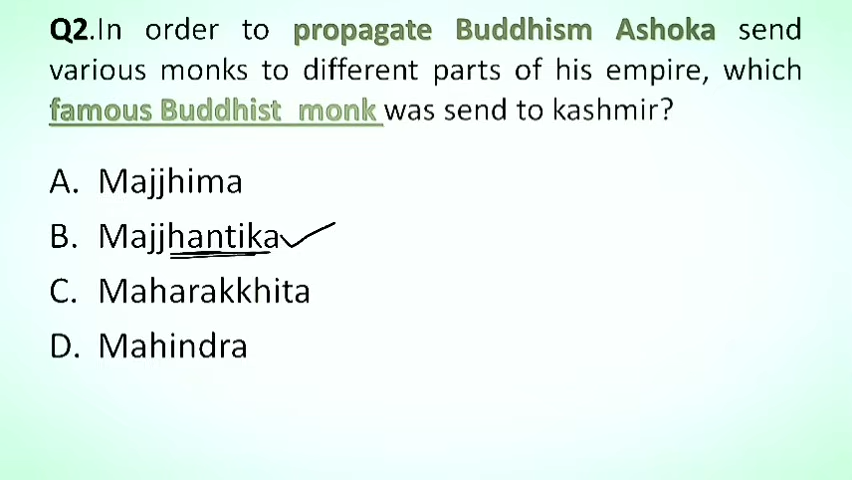 Q2.In order to propagate Buddhism Ashoka send
various monks to different parts of his empire, which
famous Buddhist monk was send to kashmir?
A. Majjhima
B. Majjhantika
C. Maharakkhita
D. Mahindra